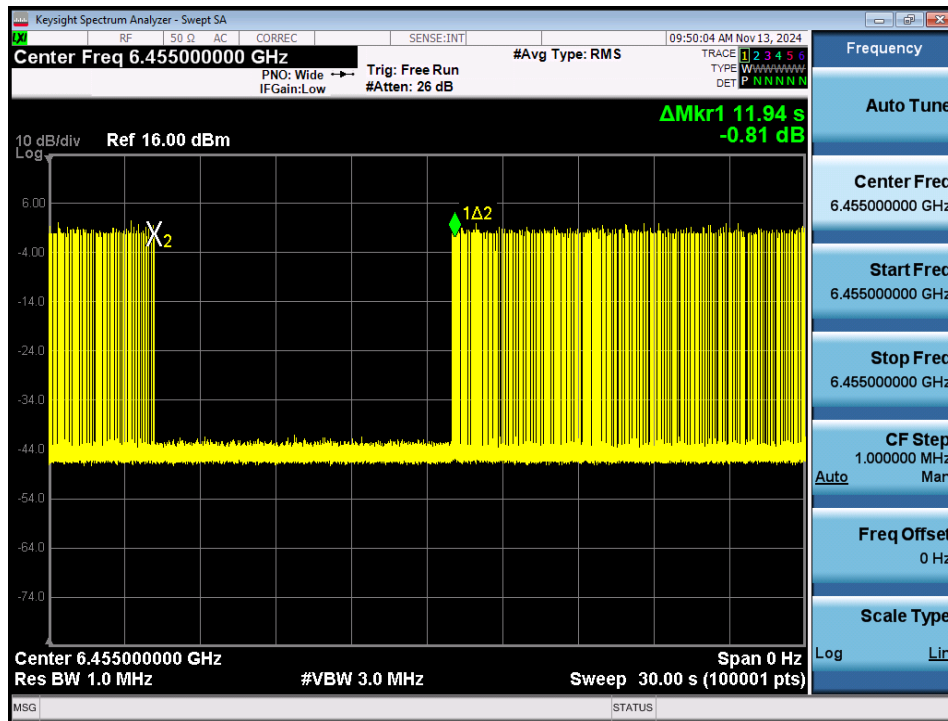 Keysight Spectrum Analyzer - Swept SA
LXI RF 50 Ω AC CORREC SENSE:INT 09:50:04 AM Nov 13, 2024
Center Freq 6.455000000 GHz
PNO: Wide
IFGain:Low
Trig: Free Run
#Atten: 26 dB
#Avg Type: RMS
TRACE 1 2 3 4 5 6
TYPE W
DET P N N N N N
ΔMkr1 11.94 s
-0.81 dB
10 dB/div
Log
Ref 16.00 dBm
6.00
-4.00
-14.0
-24.0
-34.0
-44.0
-54.0
-64.0
-74.0
2
1Δ2
Center 6.455000000 GHz
Span 0 Hz
Res BW 1.0 MHz
#VBW 3.0 MHz
Sweep 30.00 s (100001 pts)
MSG
STATUS
Frequency
Auto Tune
Center Freq
6.455000000 GHz
Start Freq
6.455000000 GHz
Stop Freq
6.455000000 GHz
CF Step
1.000000 MHz
Auto Man
Freq Offset
0 Hz
Scale Type
Log Lin